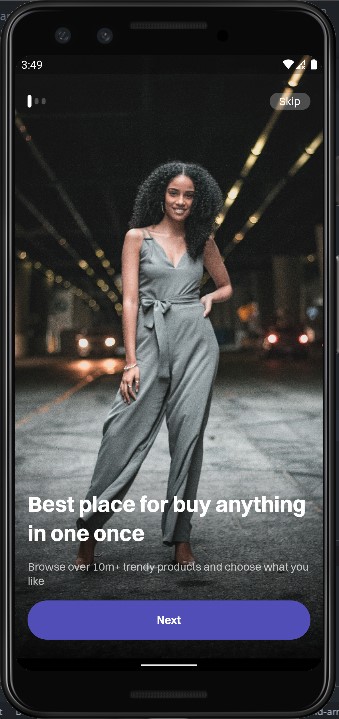 3:49
Skip
Best place for buy anything
in one once
Browse over 10m+ trendy products and choose what you
like
Next